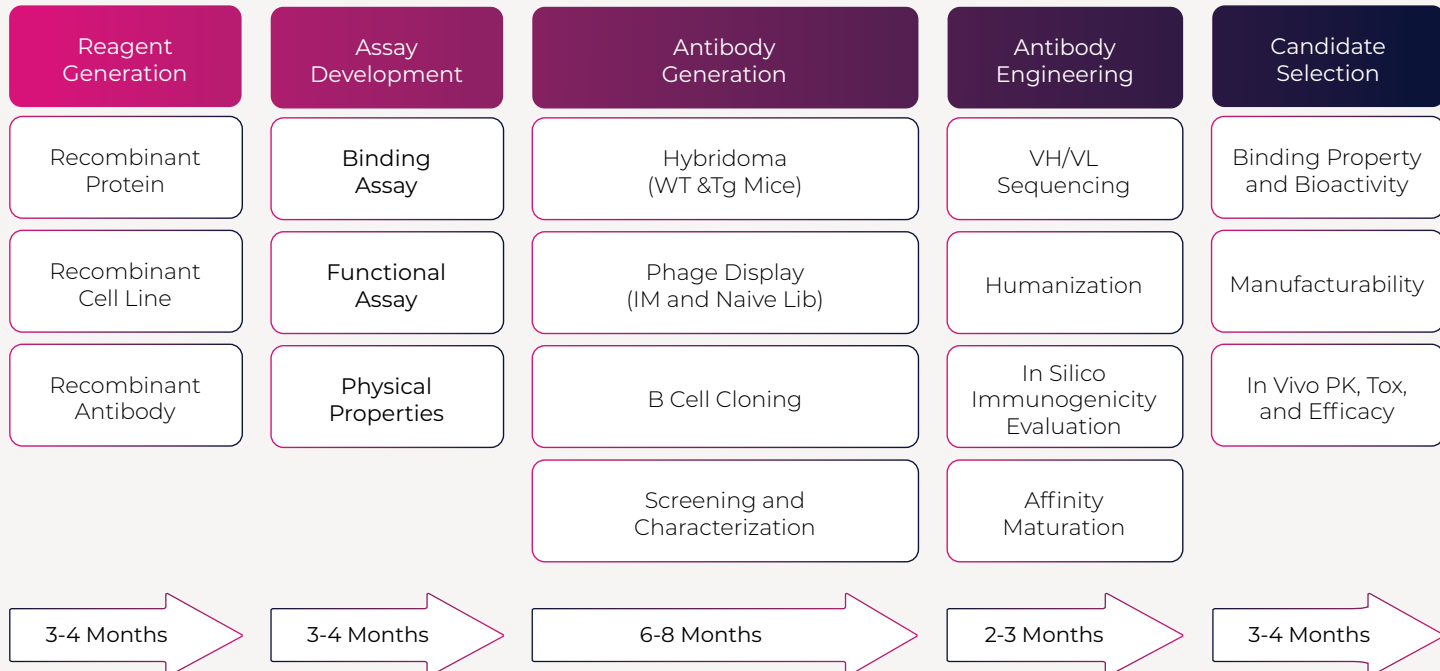 Reagent
Generation
Recombinant
Protein
Recombinant
Cell Line
Recombinant
Antibody
3-4 Months
Assay
Development
Binding
Assay
Functional
Assay
Physical
Properties
3-4 Months
Antibody
Generation
Hybridoma
(WT &Tg Mice)
Phage Display
(IM and Naive Lib)
B Cell Cloning
Screening and
Characterization
6-8 Months
Antibody
Engineering
VH/VL
Sequencing
Humanization
In Silico
Immunogenicity
Evaluation
Affinity
Maturation
2-3 Months
Candidate
Selection
Binding Property
and Bioactivity
Manufacturability
In Vivo PK, Tox,
and Efficacy
3-4 Months